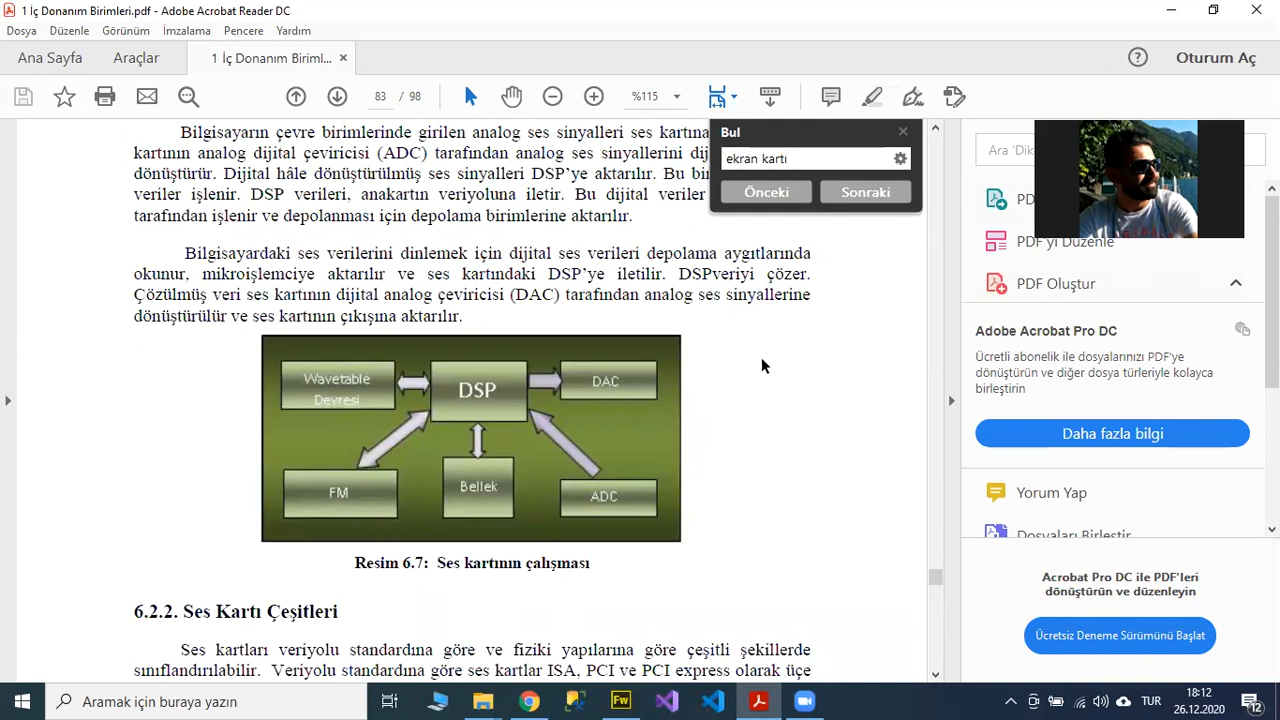 1 İç Donanım Birimleri.pdf - Adobe Acrobat Reader DC
Dosya Düzenle Görünüm İmzalama Pencere Yardım
Ana Sayfa Araçlar 1 İç Donanım Biriml... Oturum Aç
83 / 98 %115
Bul
ekran kartı
Önceki Sonraki
Bilgisayarın çevre birimlerinde girilen analog ses sinyalleri ses kartına
kartının analog dijital çeviricisi (ADC) tarafından analog ses sinyallerini dij
dönüştürür. Dijital hâle dönüştürülmüş ses sinyalleri DSP’ye aktarılır. Bu bir
veriler işlenir. DSP verileri, anakartın veriyoluna iletir. Bu dijital veriler
tarafından işlenir ve depolanması için depolama birimlerine aktarılır.
Bilgisayardaki ses verilerini dinlemek için dijital ses verileri depolama aygıtlarında
okunur, mikroişlemciye aktarılır ve ses kartındaki DSP’ye iletilir. DSPveriyi çözer.
Çözülmüş veri ses kartının dijital analog çeviricisi (DAC) tarafından analog ses sinyallerine
dönüştürülür ve ses kartının çıkışına aktarılır.
Wavetable
Devresi
DSP
DAC
FM
Bellek
ADC
Resim 6.7: Ses kartının çalışması
6.2.2. Ses Kartı Çeşitleri
Ses kartları veriyolu standardına göre ve fiziki yapılarına göre çeşitli şekillerde
sınıflandırılabilir. Veriyolu standardına göre ses kartlar ISA, PCI ve PCI express olarak üçe
Ara 'Dik
PD
PDF'yi Düzenle
PDF Oluştur
Adobe Acrobat Pro DC
Ücretli abonelik ile dosyalarınızı PDF'ye
dönüştürün ve diğer dosya türleriyle kolayca
birleştirin
Daha fazla bilgi
Yorum Yap
Dosyaları Birleştir
Acrobat Pro DC ile PDF'leri
dönüştürün ve düzenleyin
Ücretsiz Deneme Sürümünü Başlat
Aramak için buraya yazın
Fw
TUR
18:12
26.12.2020
12